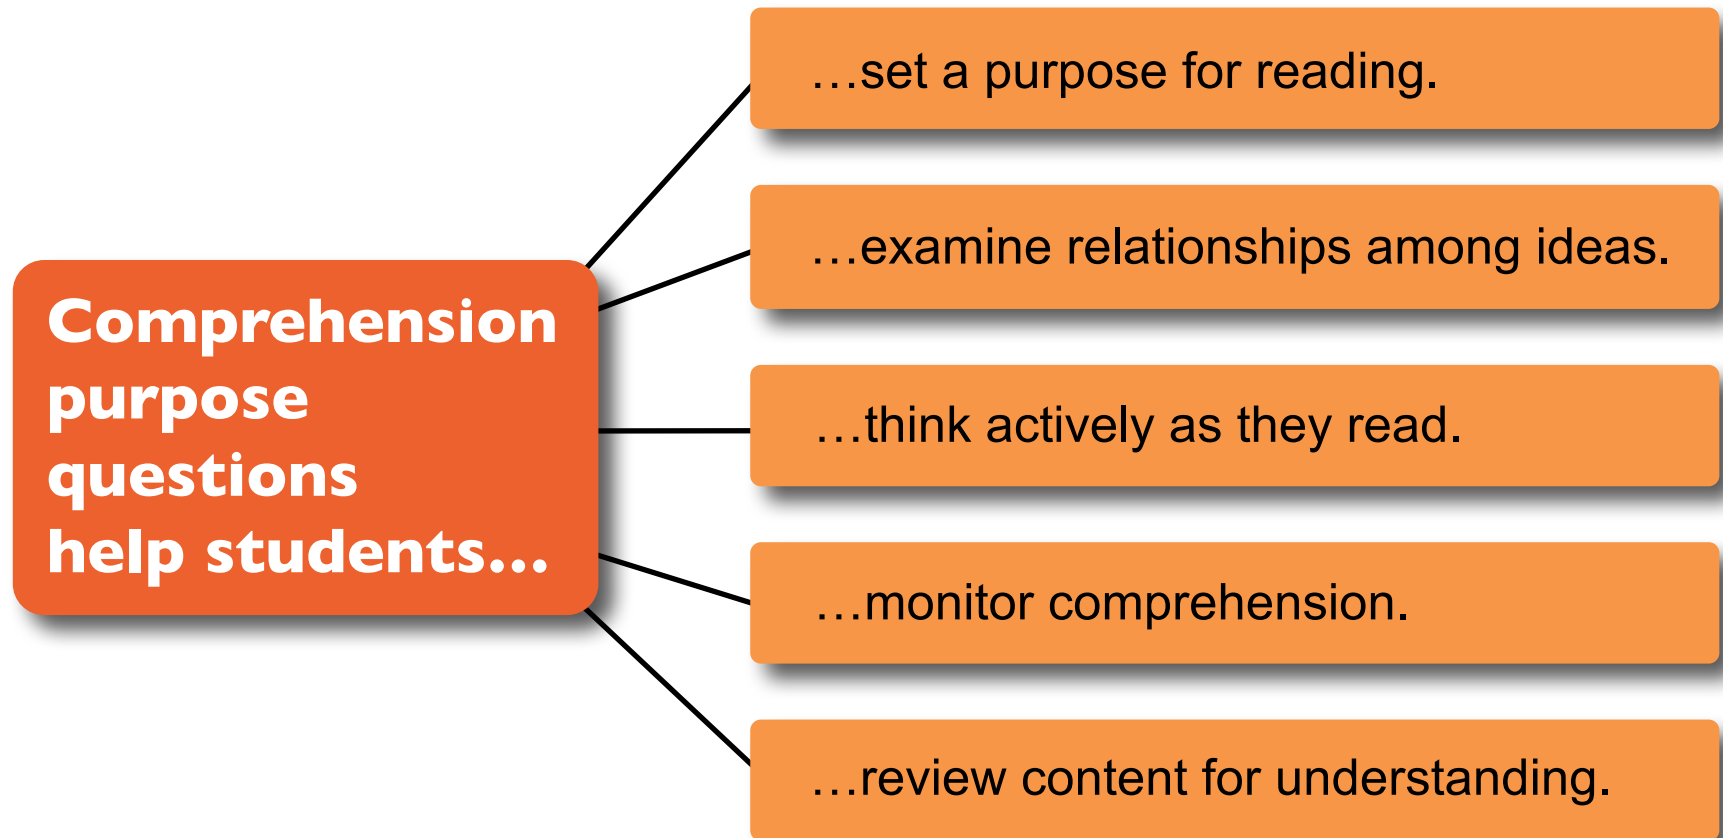 Comprehension
purpose
questions
help students…
…set a purpose for reading.
…examine relationships among ideas.
…think actively as they read.
…monitor comprehension.
…review content for understanding.